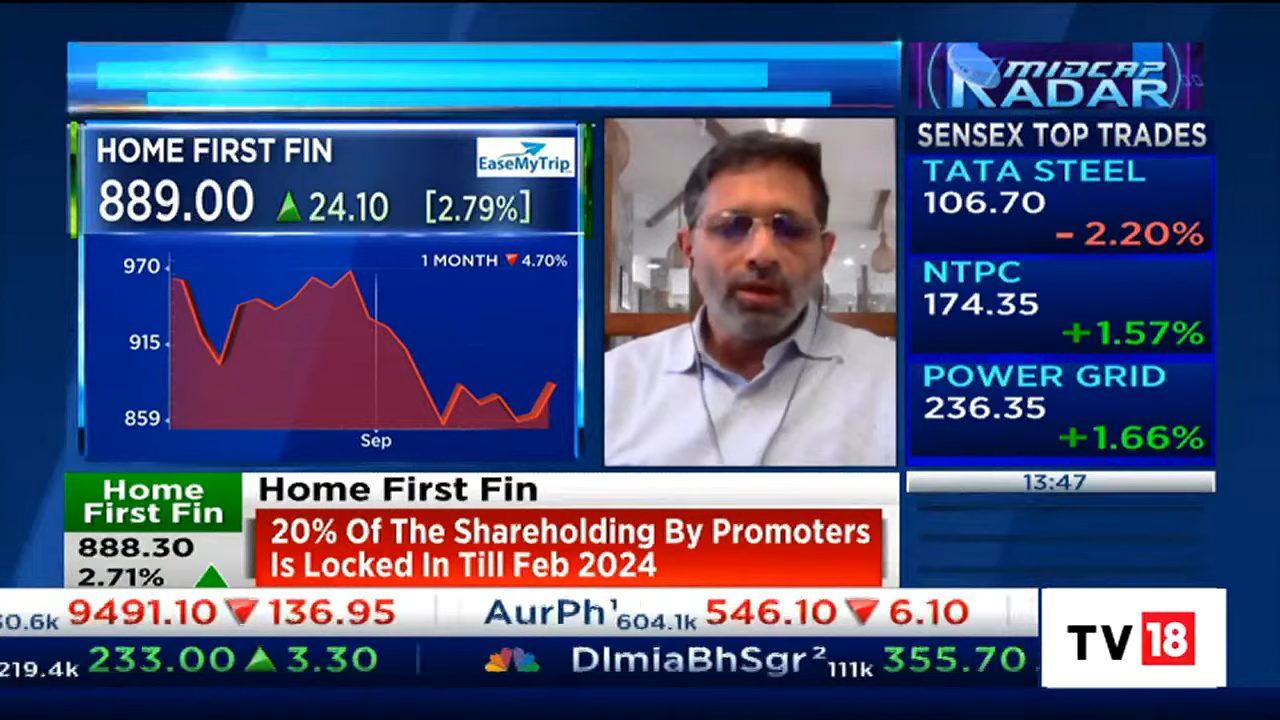 MIDCAP
RADAR
HOME FIRST FIN
EaseMyTrip
889.00 ▲ 24.10 [2.79%]
1 MONTH ▼ 4.70%
970
915
859
Sep
SENSEX TOP TRADES
TATA STEEL
106.70
- 2.20%
NTPC
174.35
+1.57%
POWER GRID
236.35
+1.66%
13:47
Home
First Fin
888.30
2.71% ▲
Home First Fin
20% Of The Shareholding By Promoters
Is Locked In Till Feb 2024
0.6k 9491.10 ▼ 136.95 AurPh¹ 604.1k 546.10 ▼ 6.10
219.4k 233.00 ▲ 3.30 DlmiaBhSgr² 111k 355.70
TV18